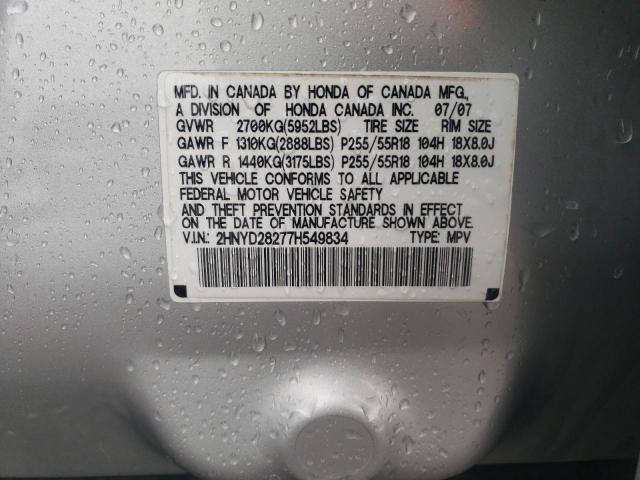 MFD. IN CANADA BY HONDA OF CANADA MFG.,
A DIVISION OF HONDA CANADA INC. 07/07
GVWR 2700KG(5952LBS) TIRE SIZE RIM SIZE
GAWR F 1310KG(2888LBS) P255/55R18 104H 18X8.0J
GAWR R 1440KG(3175LBS) P255/55R18 104H 18X8.0J
THIS VEHICLE CONFORMS TO ALL APPLICABLE
FEDERAL MOTOR VEHICLE SAFETY
AND THEFT PREVENTION STANDARDS IN EFFECT
ON THE DATE OF MANUFACTURE SHOWN ABOVE.
V.I.N.: 2HNYD28277H549834 TYPE: MPV